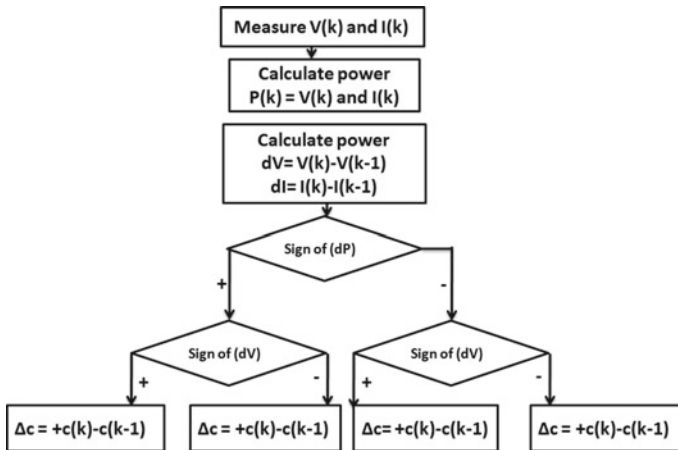 Measure V(k) and I(k)
Calculate power
P(k) = V(k) and I(k)
Calculate power
dV= V(k)-V(k-1)
dI= I(k)-I(k-1)
Sign of (dP)
+
-
Sign of (dV)
Sign of (dV)
+
-
+
-
Δc = +c(k)-c(k-1)
Δc = +c(k)-c(k-1)
Δc= +c(k)-c(k-1)
Δc = +c(k)-c(k-1)